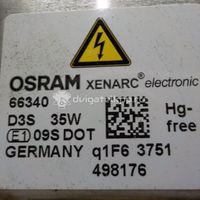 OSRAM XENARC® electronic
66340
D3S 35W
E1 09S DOT
Hg-free
GERMANY q1F6 3751
498176